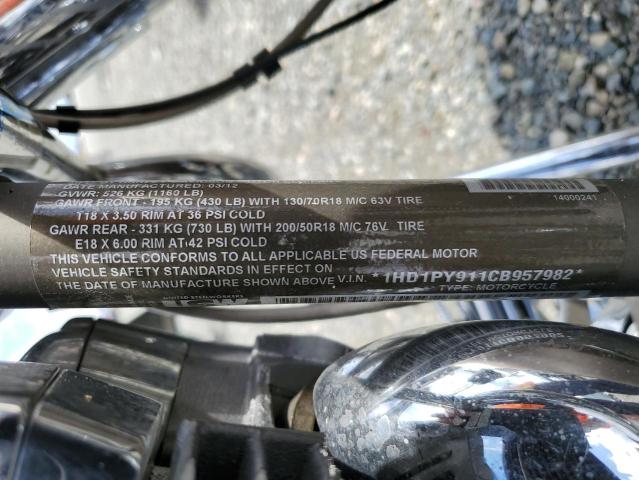 DATE MANUFACTURED: 03/12
GVWR: 526 KG (1160 LB)
GAWR FRONT - 195 KG (430 LB) WITH 130/70R18 M/C 63V TIRE
T18 X 3.50 RIM AT 36 PSI COLD
GAWR REAR - 331 KG (730 LB) WITH 200/50R18 M/C 76V TIRE
E18 X 6.00 RIM AT 42 PSI COLD
THIS VEHICLE CONFORMS TO ALL APPLICABLE US FEDERAL MOTOR
VEHICLE SAFETY STANDARDS
IN EFFECT ON
THE DATE OF MANUFACTURE SHOWN ABOVE V.I.N. *1HD1PY911CB957982*
TYPE: MOTORCYCLE
UNITED STEELWORKERS
14000241